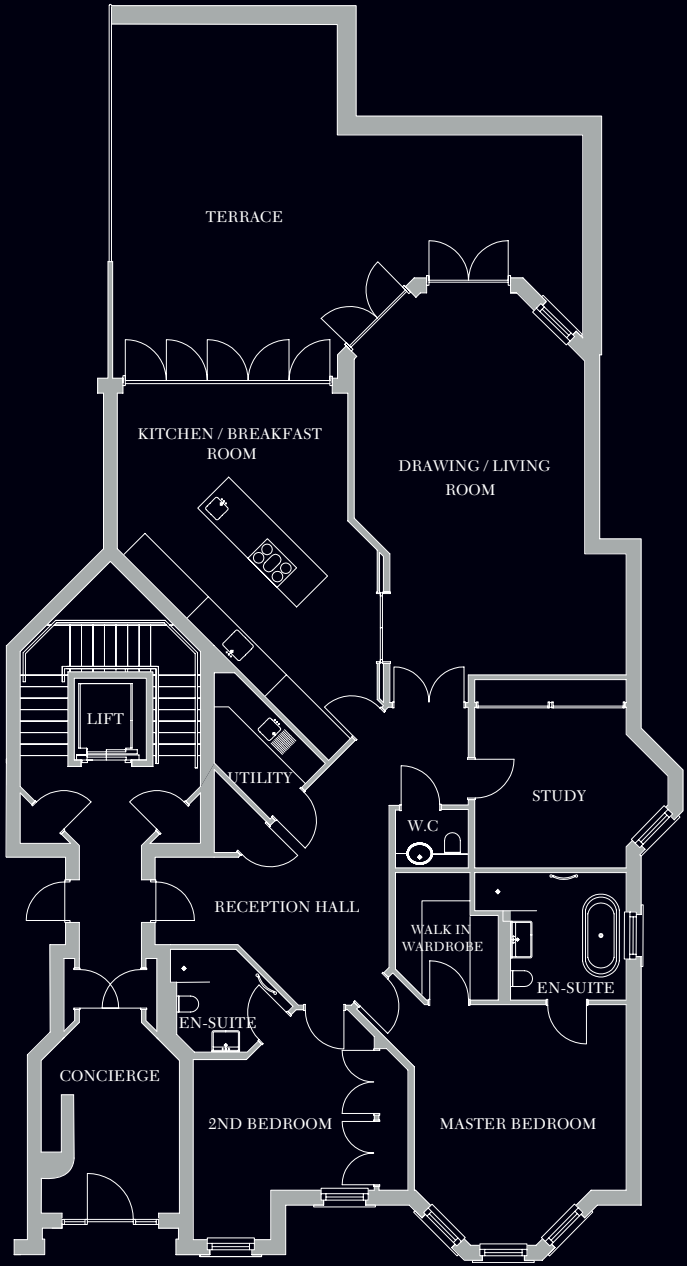 TERRACE
KITCHEN / BREAKFAST
ROOM
DRAWING / LIVING
ROOM
LIFT
UTILITY
STUDY
W.C
RECEPTION HALL
WALK IN
WARDROBE
EN-SUITE
EN-SUITE
CONCIERGE
2ND BEDROOM
MASTER BEDROOM